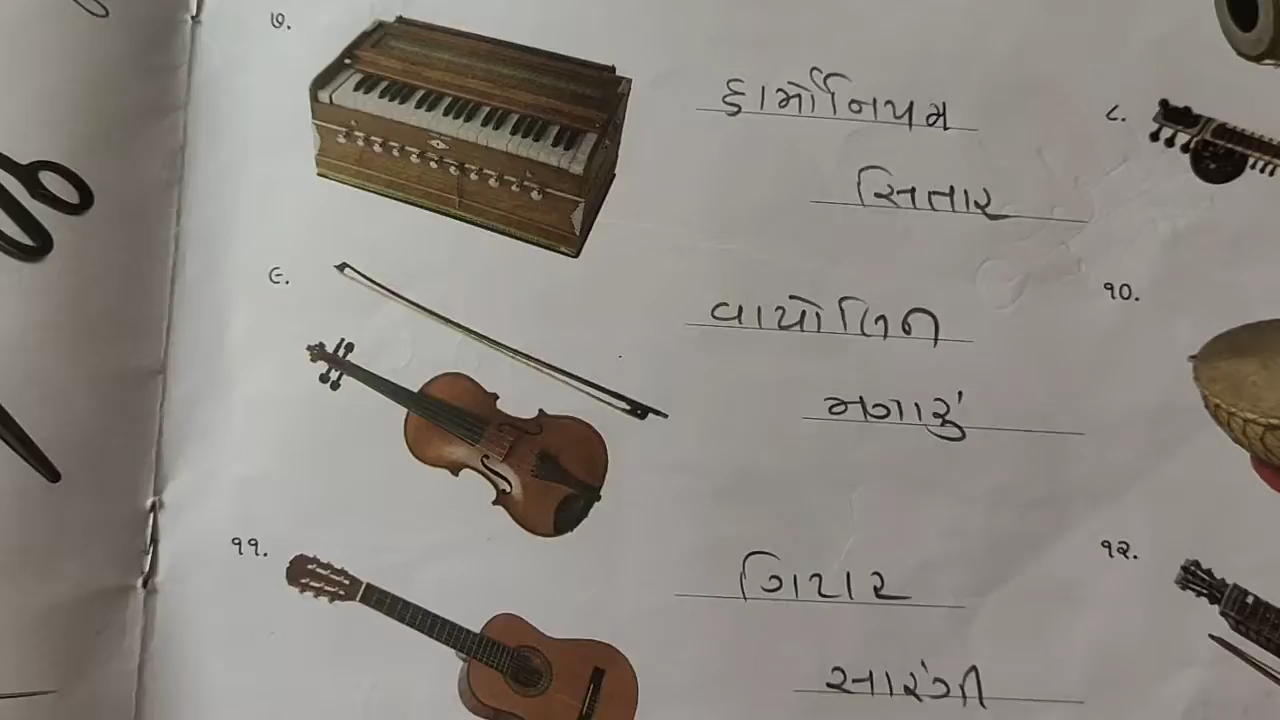 ૭.
હાર્મોનિયમ
૮.
સિતાર
૯.
વાયોલિન
૧૦.
નગારું
૧૧.
ગિટાર
૧૨.
સારંગી